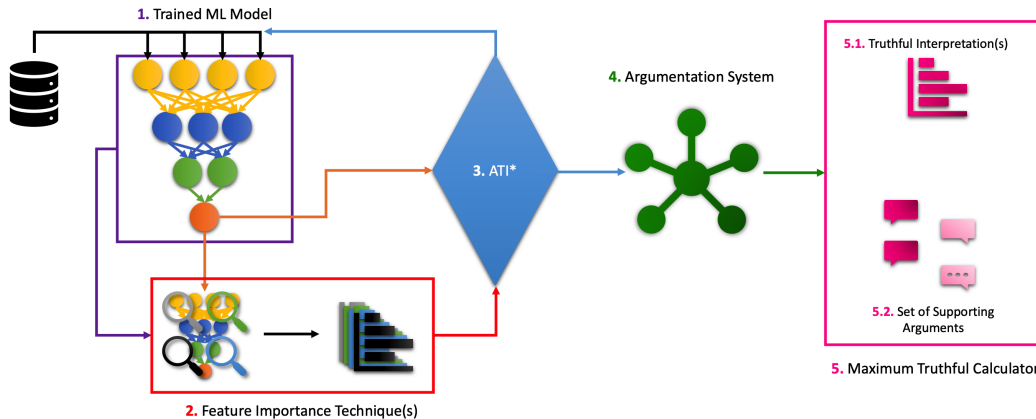 1. Trained ML Model
5.1. Truthful Interpretation(s)
4. Argumentation System
3. ATI*
5.2. Set of Supporting
Arguments
5. Maximum Truthful Calculator
2. Feature Importance Technique(s)